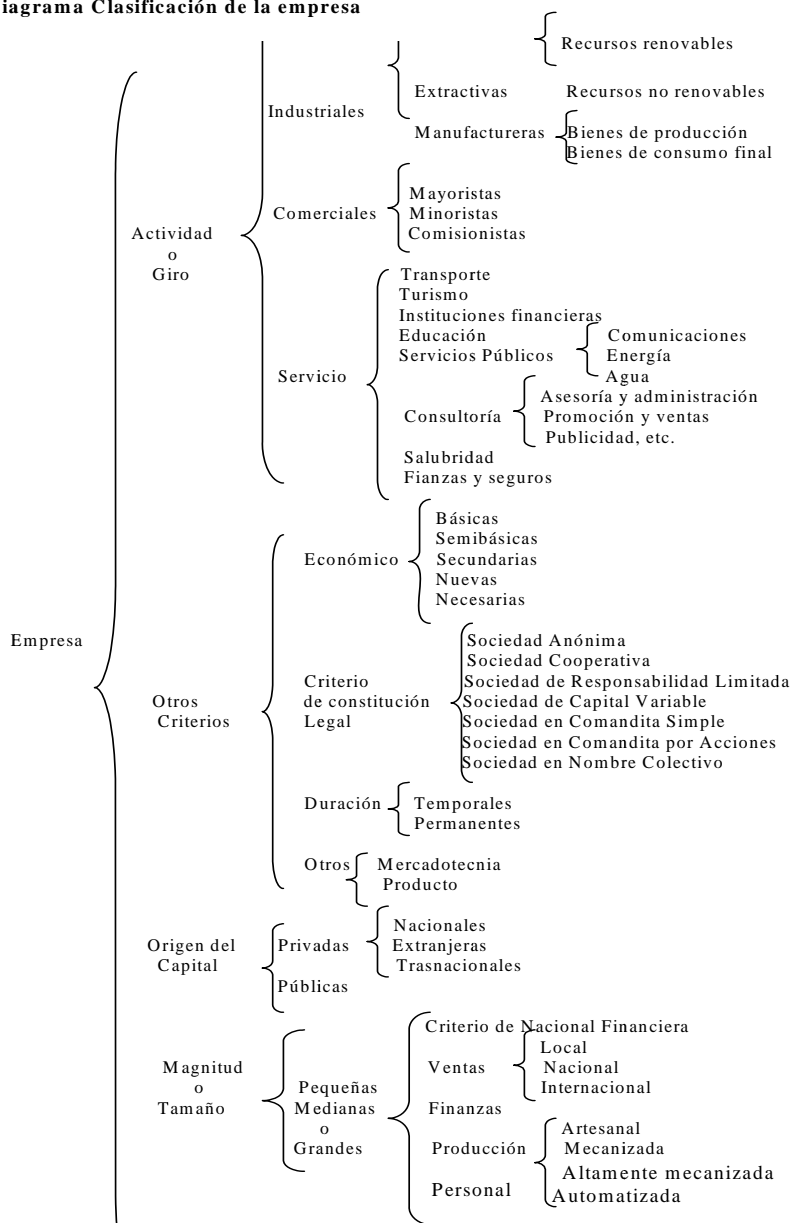 iagrama Clasificación de la empresa
Recursos renovables
Extractivas Recursos no renovables
Industriales
Manufactureras Bienes de producción
Bienes de consumo final
Mayoristas
Comerciales Minoristas
Comisionistas
Actividad
o
Giro
Transporte
Turismo
Instituciones financieras
Educación Comunicaciones
Servicios Públicos Energía
Agua
Servicio
Asesoría y administración
Consultoría Promoción y ventas
Publicidad, etc.
Salubridad
Fianzas y seguros
Básicas
Semibásicas
Económico Secundarias
Nuevas
Necesarias
Empresa
Sociedad Anónima
Sociedad Cooperativa
Criterio Sociedad de Responsabilidad Limitada
Otros de constitución Sociedad de Capital Variable
Criterios Legal Sociedad en Comandita Simple
Sociedad en Comandita por Acciones
Sociedad en Nombre Colectivo
Duración Temporales
Permanentes
Otros Mercadotecnia
Producto
Nacionales
Origen del Privadas Extranjeras
Capital Trasnacionales
Públicas
Criterio de Nacional Financiera
Local
Magnitud Ventas Nacional
o Pequeñas Internacional
Tamaño Medianas Finanzas
o
Grandes
Artesanal
Producción Mecanizada
Altamente mecanizada
Personal Automatizada